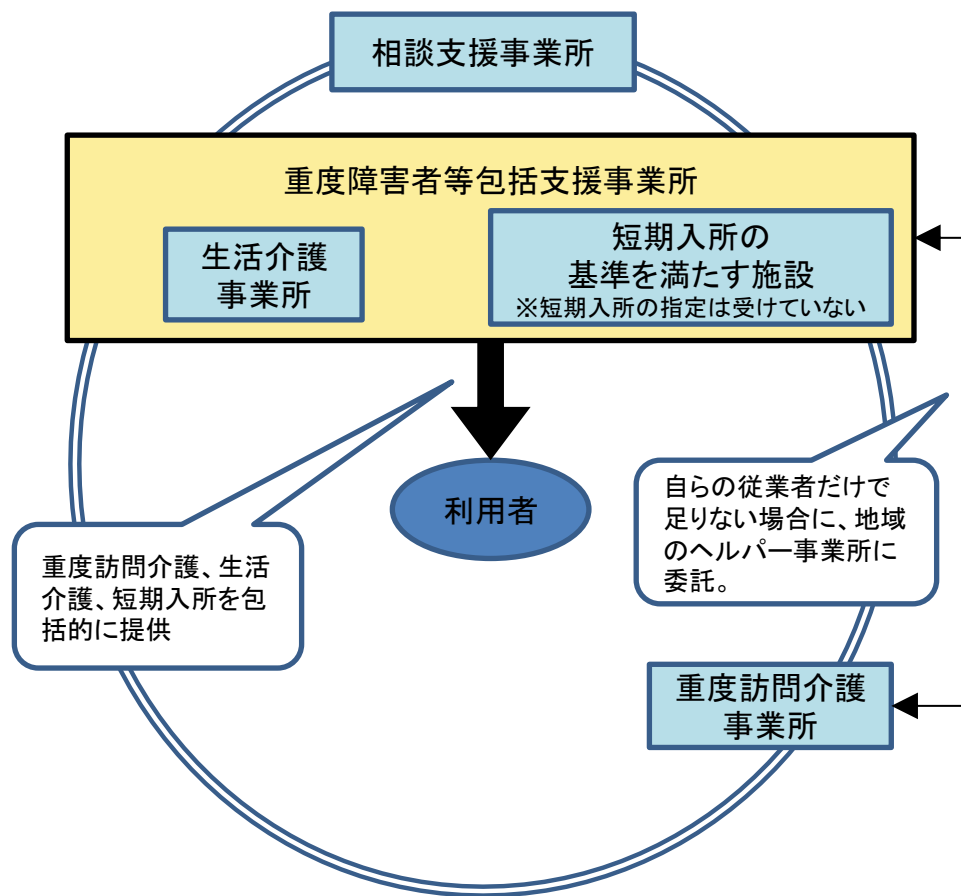 相談支援事業所
重度障害者等包括支援事業所
生活介護
事業所
短期入所の
基準を満たす施設
※短期入所の指定は受けていない
利用者
重度訪問介護、生活
介護、短期入所を包
括的に提供
自らの従業者だけで
足りない場合に、地域
のヘルパー事業所に
委託。
重度訪問介護
事業所